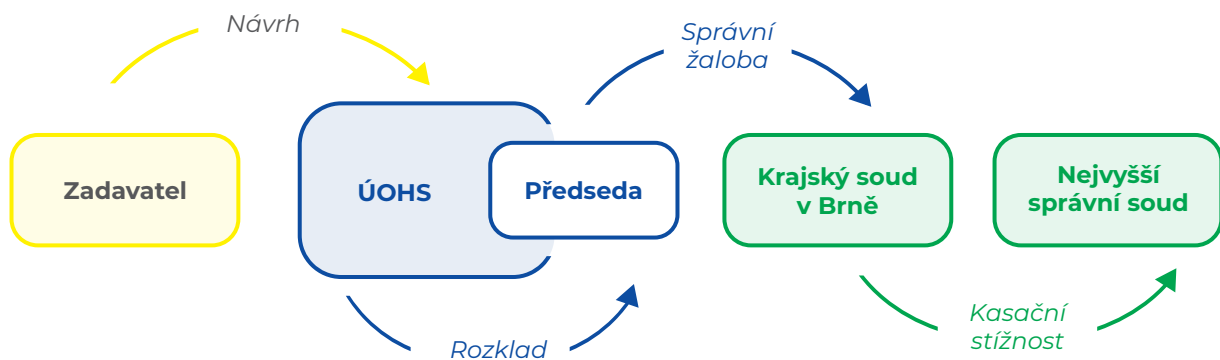 Návrh
Správní
žaloba
Zadavatel
ÚOHS
Předseda
Krajský soud
v Brně
Nejvyšší
správní soud
Rozklad
Kasační
stížnost